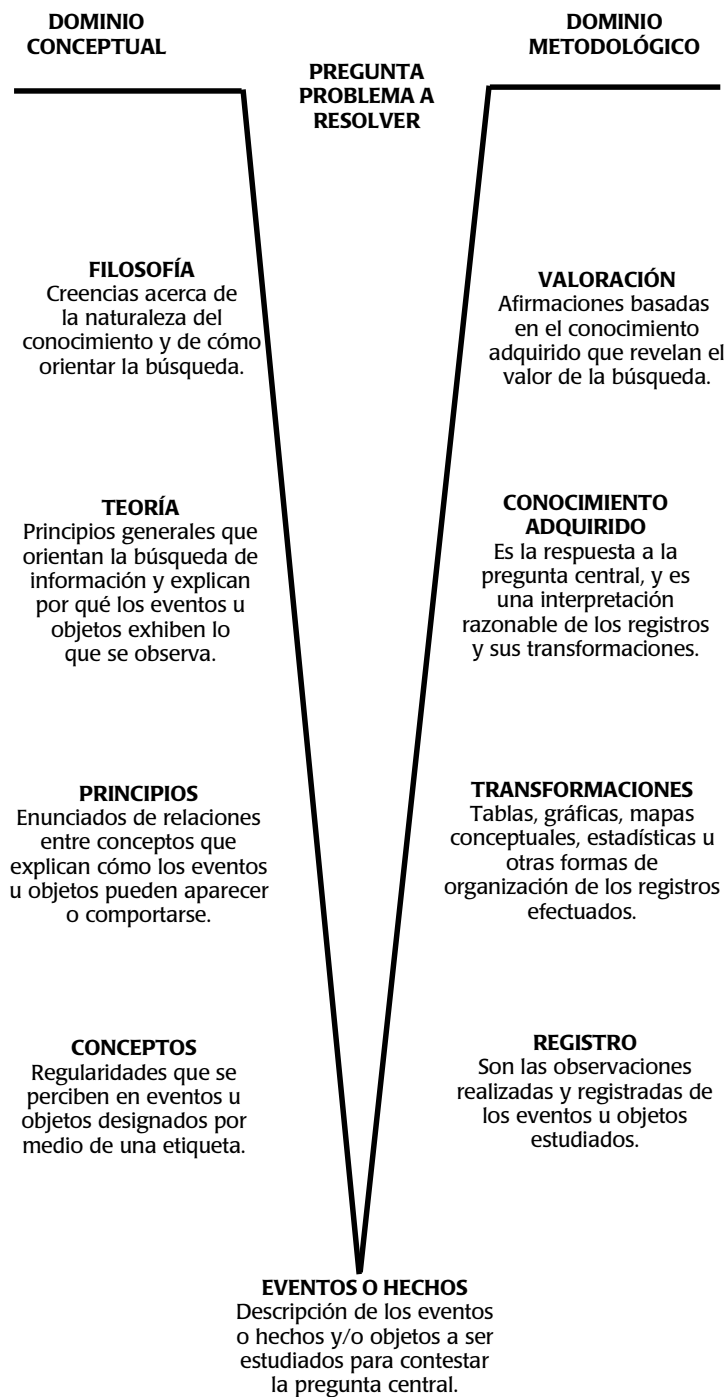 DOMINIO
CONCEPTUAL
PREGUNTA
PROBLEMA A
RESOLVER
DOMINIO
METODOLÓGICO
FILOSOFÍA
Creencias acerca de
la naturaleza del
conocimiento y de cómo
orientar la búsqueda.
TEORÍA
Principios generales que
orientan la búsqueda de
información y explican
por qué los eventos u
objetos exhiben lo
que se observa.
PRINCIPIOS
Enunciados de relaciones
entre conceptos que
explican cómo los eventos
u objetos pueden aparecer
o comportarse.
CONCEPTOS
Regularidades que se
perciben en eventos u
objetos designados por
medio de una etiqueta.
VALORACIÓN
Afirmaciones basadas
en el conocimiento
adquirido que revelan el
valor de la búsqueda.
CONOCIMIENTO
ADQUIRIDO
Es la respuesta a la
pregunta central, y es
una interpretación
razonable de los registros
y sus transformaciones.
TRANSFORMACIONES
Tablas, gráficas, mapas
conceptuales, estadísticas u
otras formas de
organización de los registros
efectuados.
REGISTRO
Son las observaciones
realizadas y registradas de
los eventos u objetos
estudiados.
EVENTOS O HECHOS
Descripción de los eventos
o hechos y/o objetos a ser
estudiados para contestar
la pregunta central.